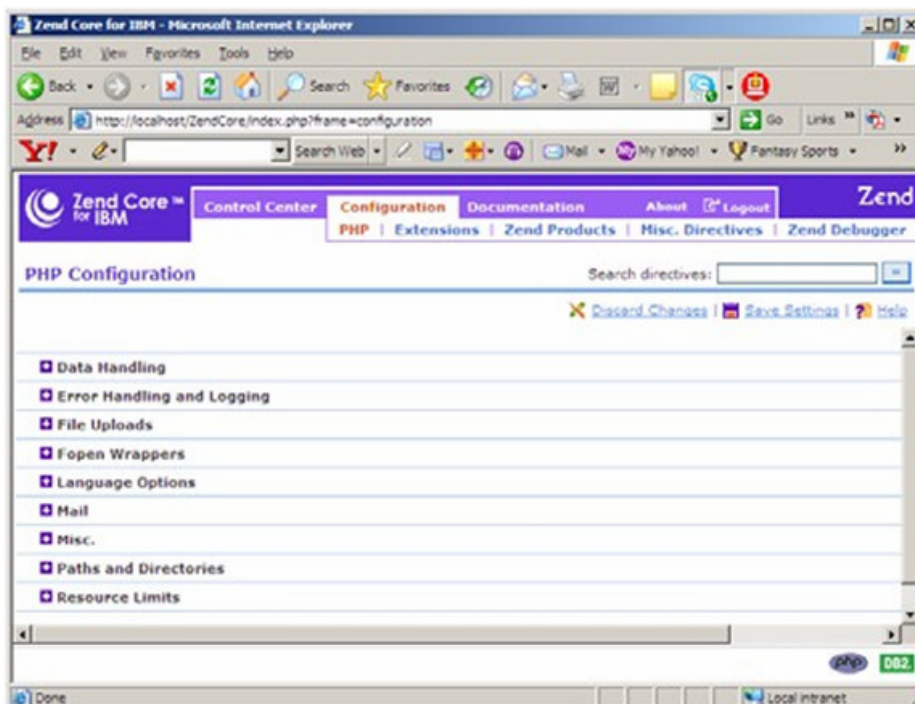 Zend Core for IBM - Microsoft Internet Explorer
File Edit View Favorites Tools Help
Back Search Favorites
Address http://localhost/ZendCore/index.php?frame=configuration Go Links »
Y! Search Web Mail My Yahoo! Fantasy Sports »
Zend Core™ for IBM
Control Center Configuration Documentation About Logout Zend
PHP | Extensions | Zend Products | Misc. Directives | Zend Debugger
PHP Configuration Search directives:
Discard Changes | Save Settings | Help
Data Handling
Error Handling and Logging
File Uploads
Fopen Wrappers
Language Options
Mail
Misc.
Paths and Directories
Resource Limits
php DB2.
Done Local intranet